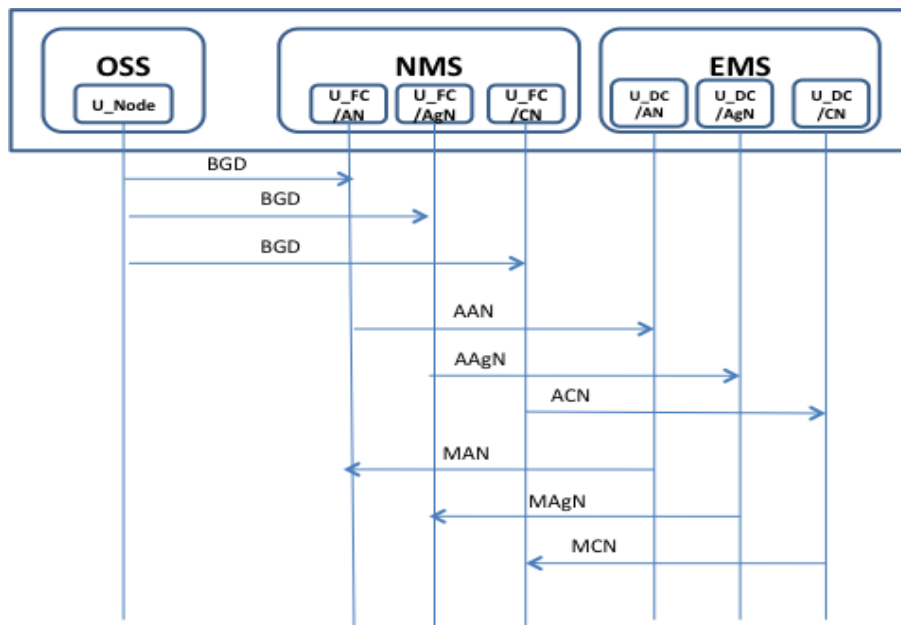 OSS
NMS
EMS
U_Node
U_FC
/AN
U_FC
/AgN
U_FC
/CN
U_DC
/AN
U_DC
/AgN
U_DC
/CN
BGD
BGD
BGD
AAN
AAgN
ACN
MAN
MAgN
MCN